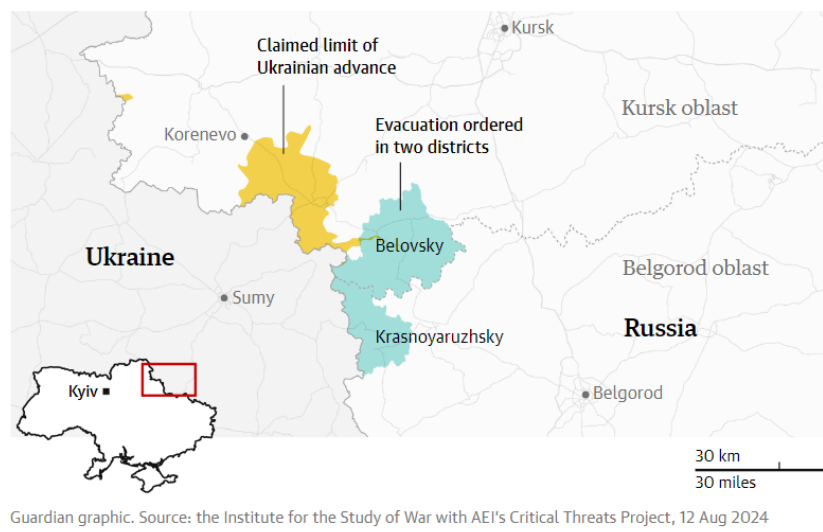 Kursk
Claimed limit of
Ukrainian advance
Kursk oblast
Korenevo
Evacuation ordered
in two districts
Ukraine
Belovsky
Belgorod oblast
Sumy
Russia
Krasnoyaruzhsky
Kyiv
Belgorod
30 km
30 miles
Guardian graphic. Source: the Institute for the Study of War with AEI's Critical Threats Project, 12 Aug 2024